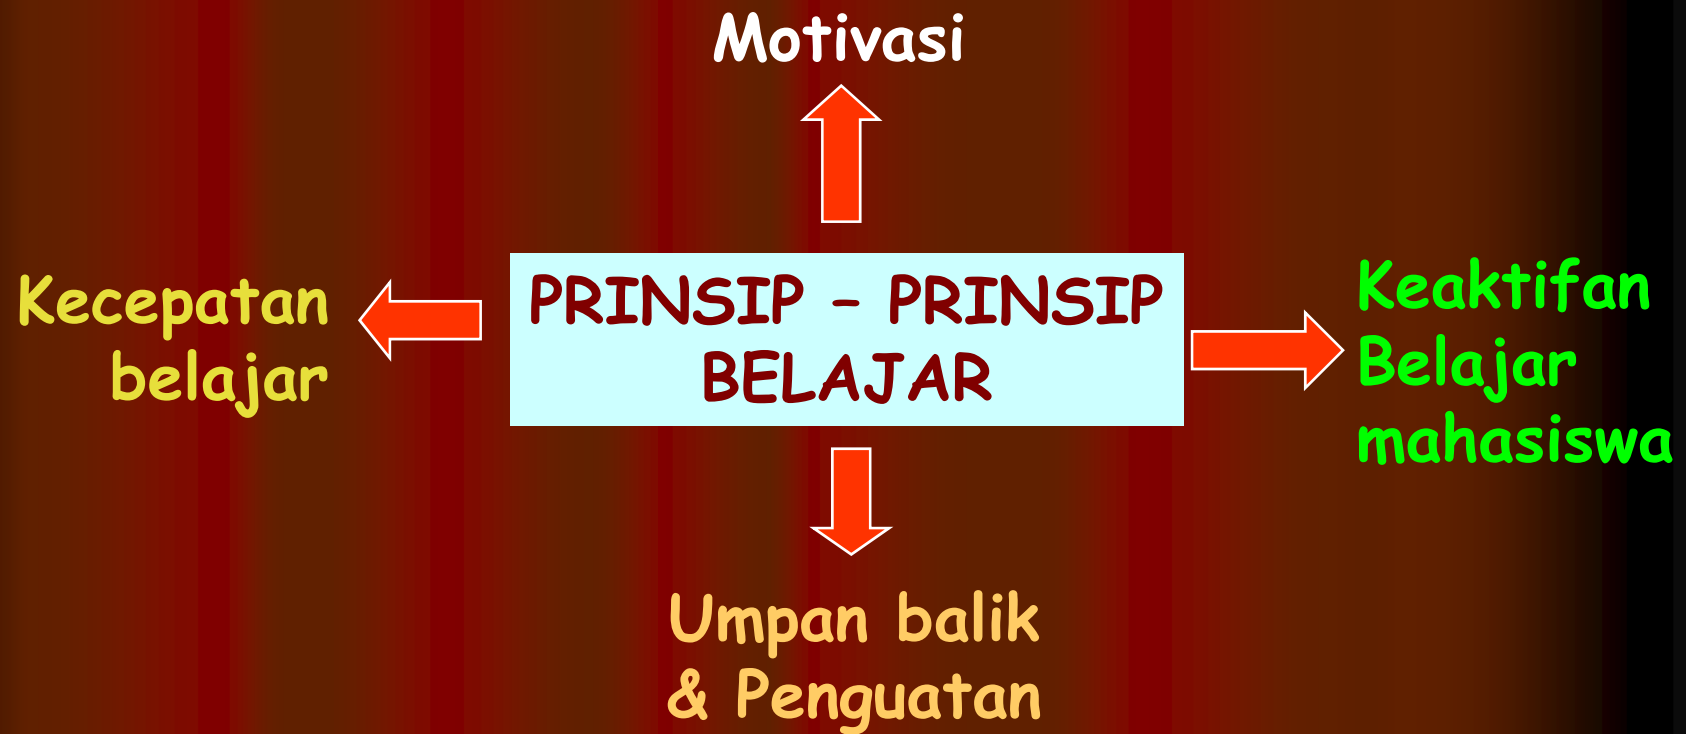 Motivasi
Kecepatan
belajar
PRINSIP – PRINSIP
BELAJAR
Keaktifan
Belajar
mahasiswa
Umpan balik
& Penguatan